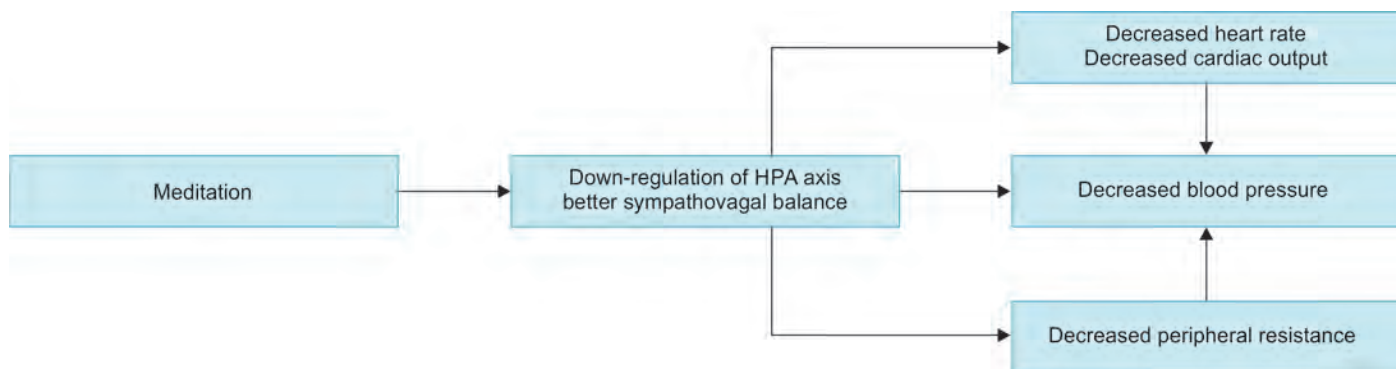 Decreased heart rate
Decreased cardiac output
Meditation
Down-regulation of HPA axis
better sympathovagal balance
Decreased blood pressure
Decreased peripheral resistance